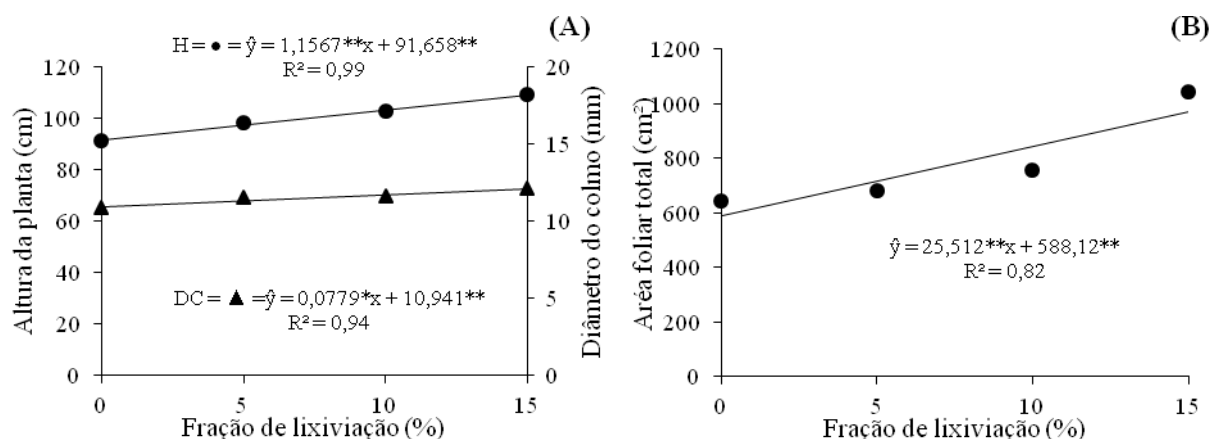 (A)
H = ● = ŷ = 1,1567**x + 91,658**
R² = 0,99
120
100
80
60
40
20
0
Altura da planta (cm)
20
15
10
5
0
Diâmetro do colmo (mm)
DC = ▲ =ŷ = 0,0779*x + 10,941**
R² = 0,94
0 5 10 15
Fração de lixiviação (%)
(B)
1200
1000
800
600
400
200
0
Aréa foliar total (cm²)
ŷ = 25,512**x + 588,12**
R² = 0,82
0 5 10 15
Fração de lixiviação (%)